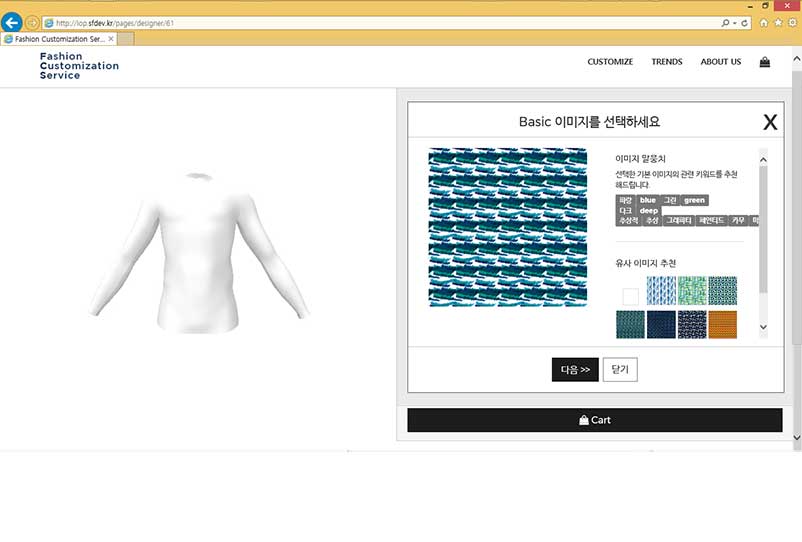 http://iop.sfdev.kr/pages/designer/61
Fashion Customization Ser...
Fashion
Customization
Service
CUSTOMIZE TRENDS ABOUT US
Basic 이미지를 선택하세요 X
이미지 말뭉치
선택한 기본 이미지의 관련 키워드를 추천
해드립니다.
파랑 blue 그린 green
다크 deep
추상적 추상 그래피티 페인티드 카무
유사 이미지 추천
다음 >> 닫기
Cart